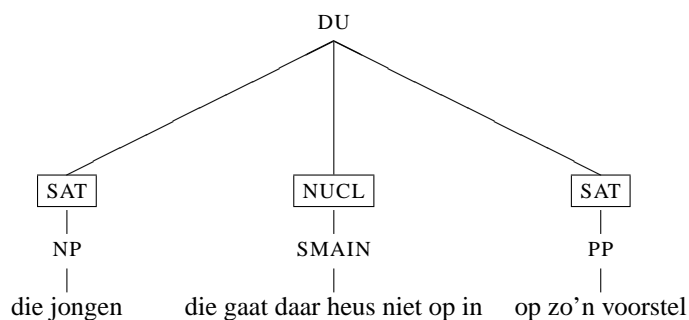 DU
SAT NUCL SAT
NP SMAIN PP
die jongen die gaat daar heus niet op in op zo'n voorstel